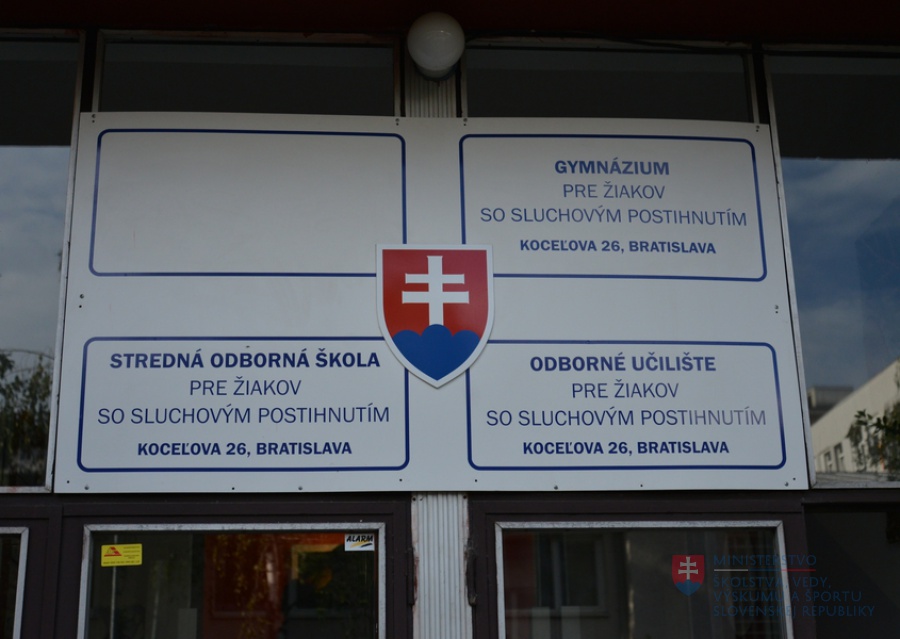 GYMNÁZIUM
PRE ŽIAKOV
SO SLUCHOVÝM POSTIHNUTÍM
KOCEĽOVA 26, BRATISLAVA
STREDNÁ ODBORNÁ ŠKOLA
PRE ŽIAKOV
SO SLUCHOVÝM POSTIHNUTÍM
KOCEĽOVA 26, BRATISLAVA
ODBORNÉ UČILIŠTE
PRE ŽIAKOV
SO SLUCHOVÝM POSTIHNUTÍM
KOCEĽOVA 26, BRATISLAVA
ALARM
MINISTERSTVO
ŠKOLSTVA, VEDY,
VÝSKUMU A ŠPORTU
SLOVENSKEJ REPUBLIKY